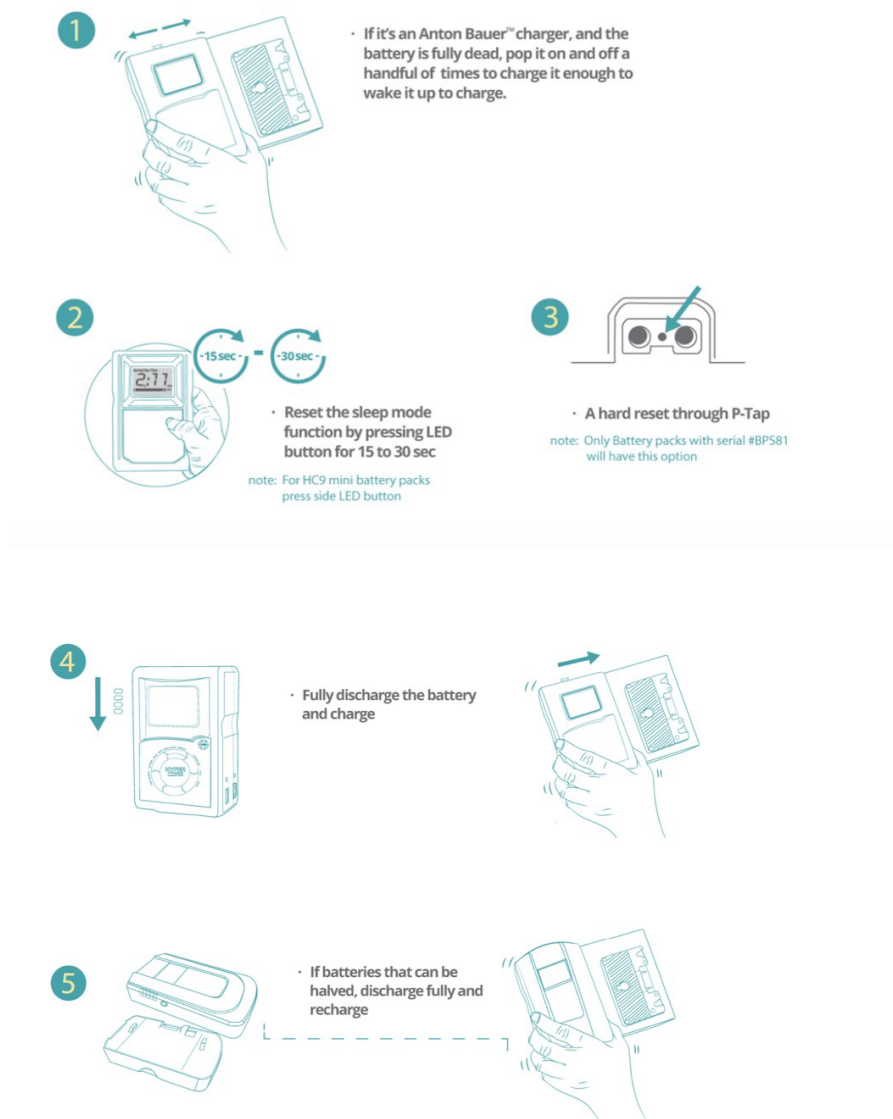 1
· If it's an Anton Bauer™ charger, and the
battery is fully dead, pop it on and off a
handful of times to charge it enough to
wake it up to charge.
2
-15 sec - - -30 sec -
2:11
· Reset the sleep mode
function by pressing LED
button for 15 to 30 sec
note: For HC9 mini battery packs
press side LED button
3
· A hard reset through P-Tap
note: Only Battery packs with serial #BPS81
will have this option
4
· Fully discharge the battery
and charge
5
· If batteries that can be
halved, discharge fully and
recharge